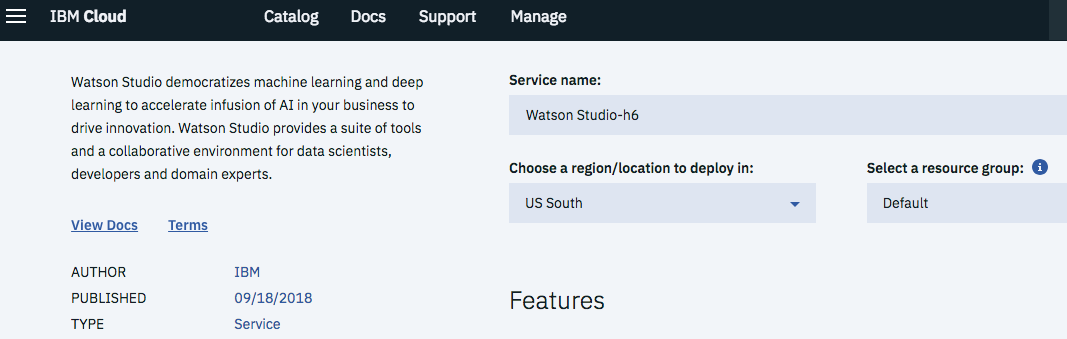 IBM Cloud Catalog Docs Support Manage
Watson Studio democratizes machine learning and deep
learning to accelerate infusion of AI in your business to
drive innovation. Watson Studio provides a suite of tools
and a collaborative environment for data scientists,
developers and domain experts.
View Docs Terms
AUTHOR IBM
PUBLISHED 09/18/2018
TYPE Service
Service name:
Watson Studio-h6
Choose a region/location to deploy in: Select a resource group:
US South Default
Features